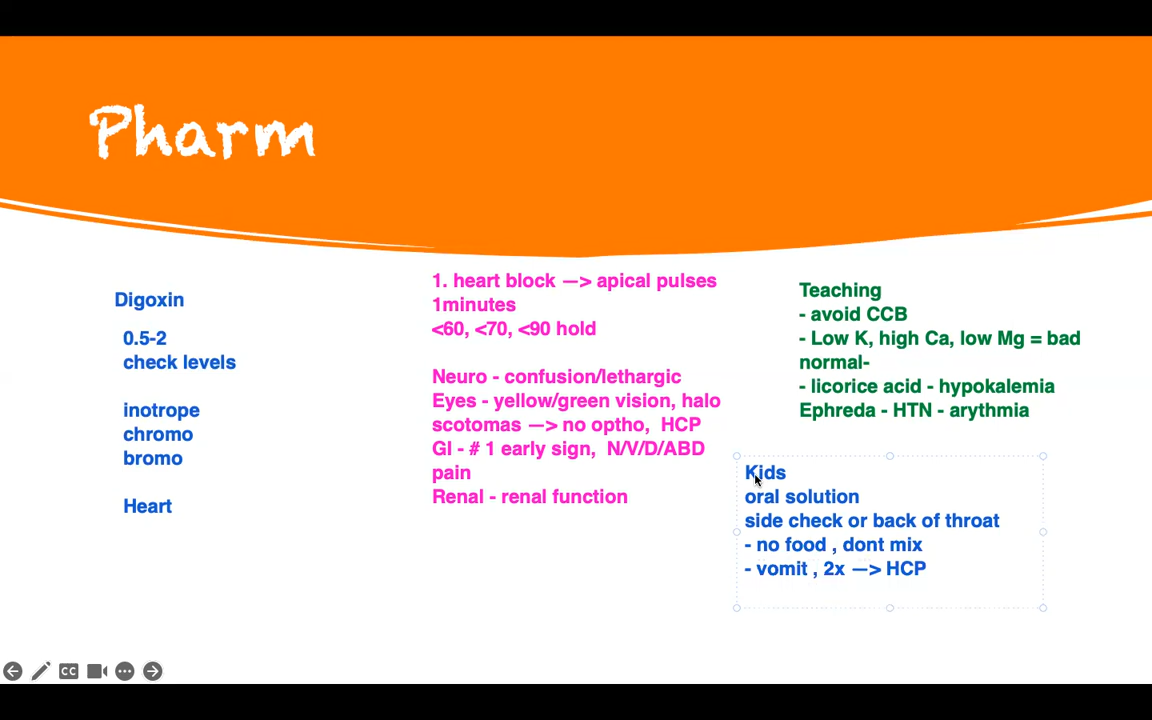 Pharm
Digoxin
0.5-2
check levels
inotrope
chromo
bromo
Heart
1. heart block —> apical pulses
1minutes
<60, <70, <90 hold
Neuro - confusion/lethargic
Eyes - yellow/green vision, halo
scotomas —> no optho,  HCP
GI - # 1 early sign,  N/V/D/ABD
pain
Renal - renal function
Teaching
- avoid CCB
- Low K, high Ca, low Mg = bad
normal-
- licorice acid - hypokalemia
Ephreda - HTN - arythmia
Kids
oral solution
side check or back of throat
- no food , dont mix
- vomit , 2x —> HCP
CC